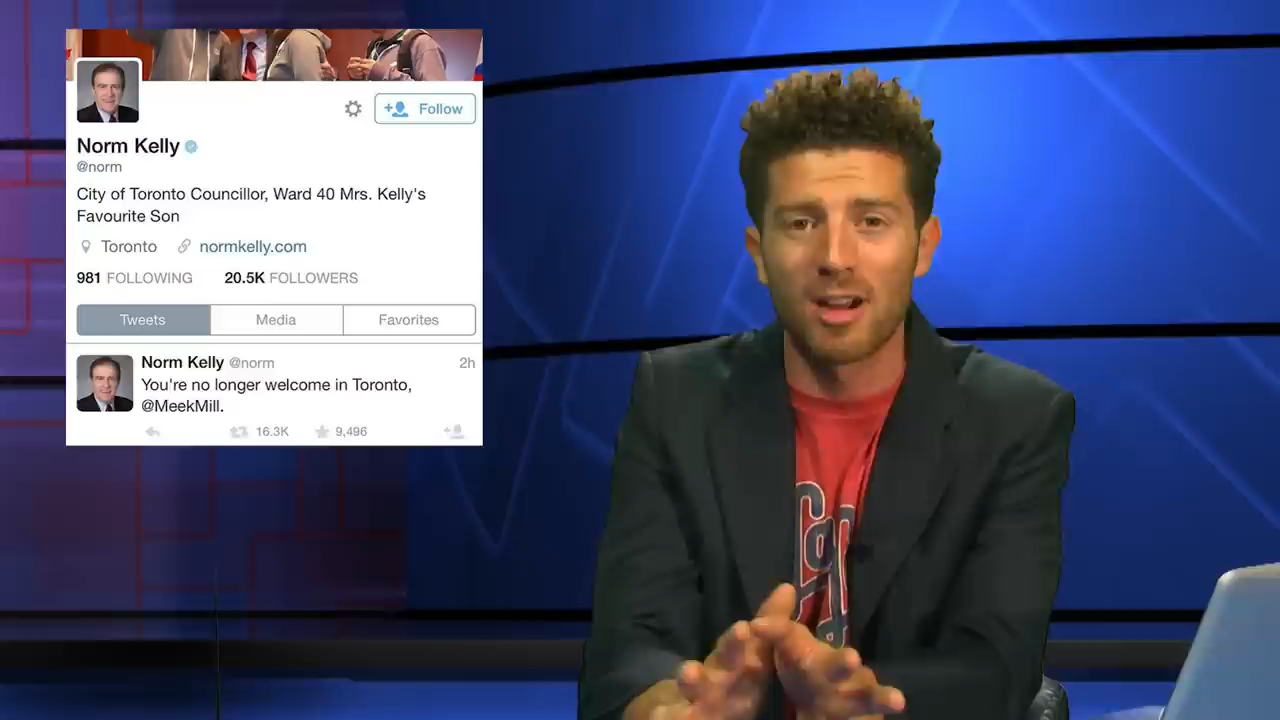 Follow
Norm Kelly
@norm
City of Toronto Councillor, Ward 40 Mrs. Kelly's
Favourite Son
Toronto normkelly.com
981 FOLLOWING 20.5K FOLLOWERS
Tweets Media Favorites
Norm Kelly @norm 2h
You're no longer welcome in Toronto,
@MeekMill.
16.3K 9,496